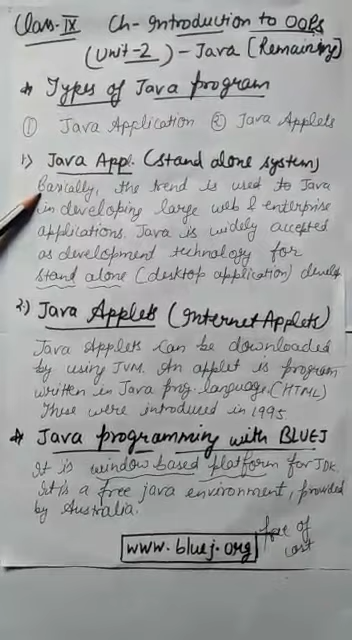 Class-IX Ch-Introduction to OOPs
(Unit-2) - Java [Remaining]
* Types of Java program
① Java Application ② Java Applets
1.) Java App. (Stand alone system)
Basically, the trend is used to Java
in developing large web & enterprise
applications. Java is widely accepted
as development technology for
stand alone (desktop application) develop
2.) Java Applets (Internet Applets)
Java Applets can be downloaded
by using JVM. An applet is program
written in Java prog. language. (HTML)
These were introduced in 1995
* Java programming with BLUEJ
It is window based platform for JDK.
It is a free java environment, provided
by Australia.
free of
cost
www.bluej.org